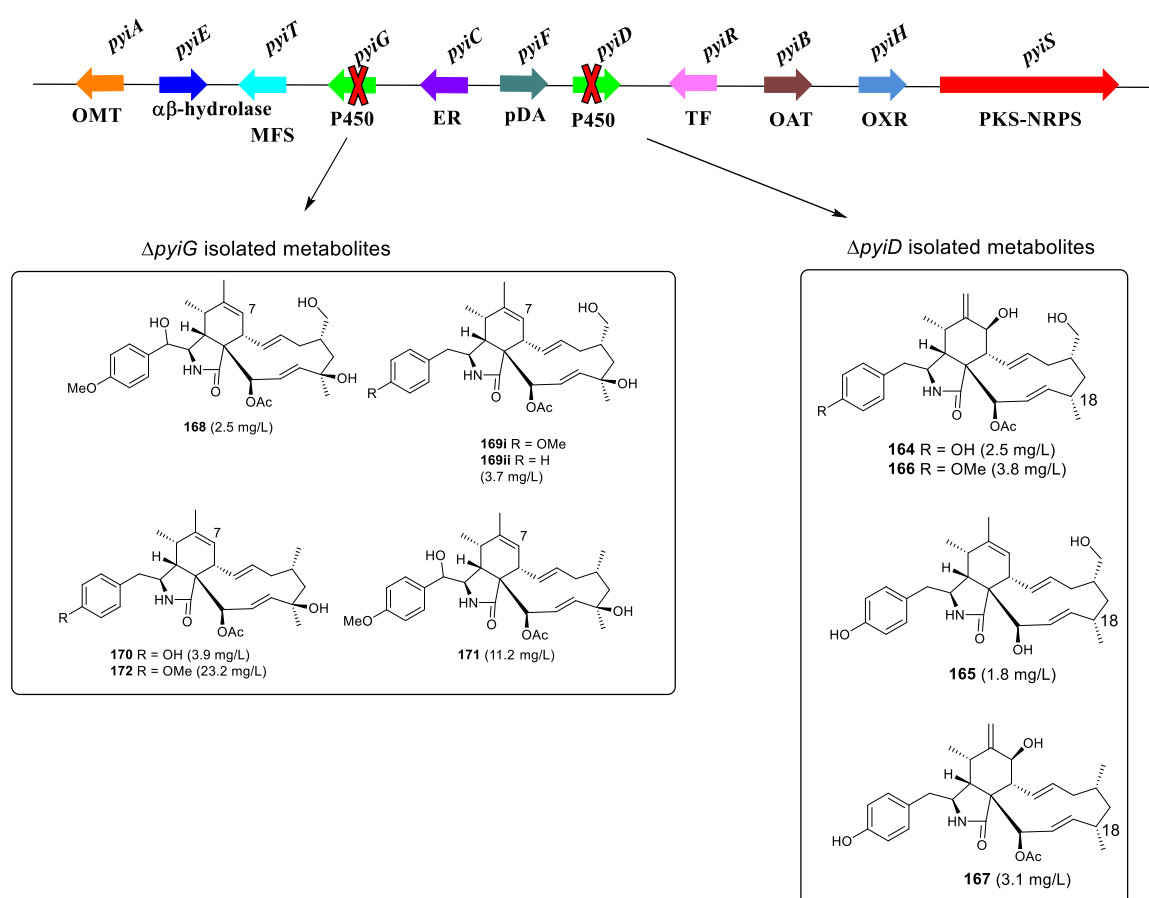 pyiA pyiE pyiT pyiG pyiC pyiF pyiD pyiR pyiB pyiH pyiS
OMT αβ-hydrolase MFS P450 ER pDA P450 TF OAT OXR PKS-NRPS
ΔpyiG isolated metabolites
7
HO
HO
H
MeO
NH
O
OAc
OH
168 (2.5 mg/L)
7
HO
H
R
NH
O
OAc
OH
169i R = OMe
169ii R = H
(3.7 mg/L)
7
H
R
NH
O
OAc
OH
170 R = OH (3.9 mg/L)
172 R = OMe (23.2 mg/L)
7
HO
H
MeO
NH
O
OAc
OH
171 (11.2 mg/L)
ΔpyiD isolated metabolites
OH
HO
H
R
HN
O
OAc
18
164 R = OH (2.5 mg/L)
166 R = OMe (3.8 mg/L)
HO
H
HO
HN
O
OH
18
165 (1.8 mg/L)
OH
H
HO
HN
O
OAc
18
167 (3.1 mg/L)